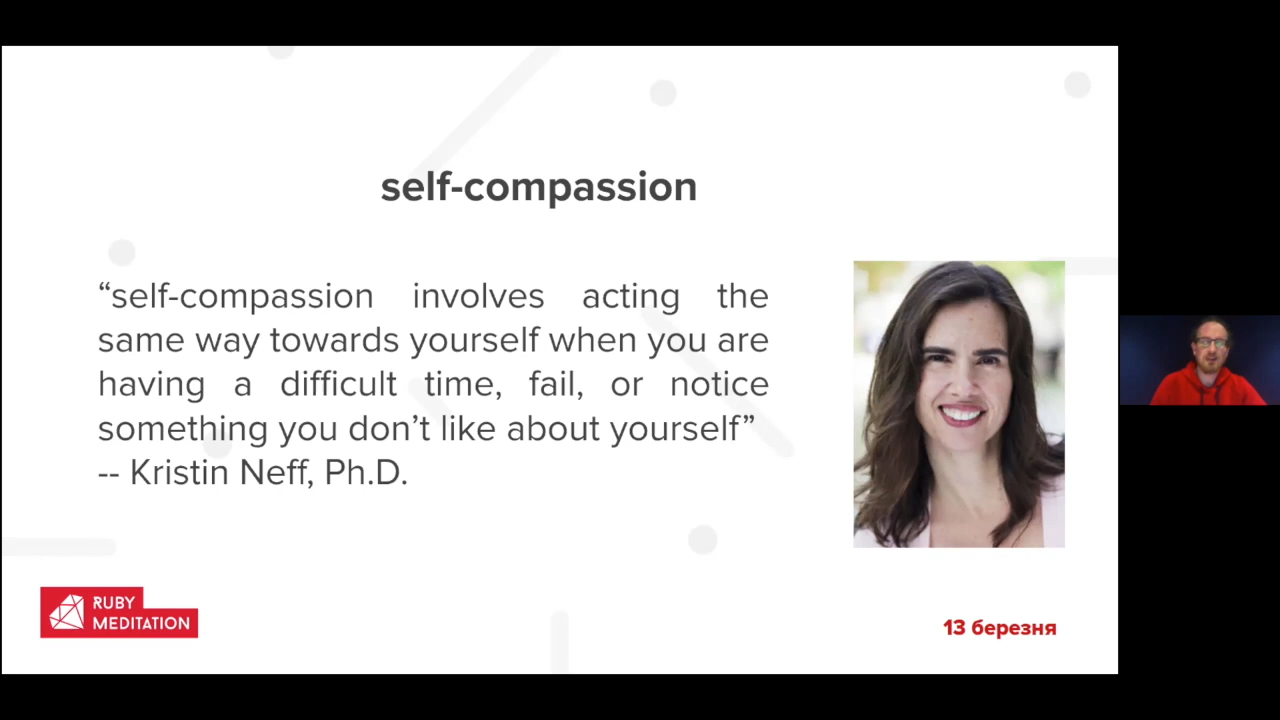 self-compassion
“self-compassion involves acting the
same way towards yourself when you are
having a difficult time, fail, or notice
something you don’t like about yourself”
-- Kristin Neff, Ph.D.
RUBY
MEDITATION
13 березня